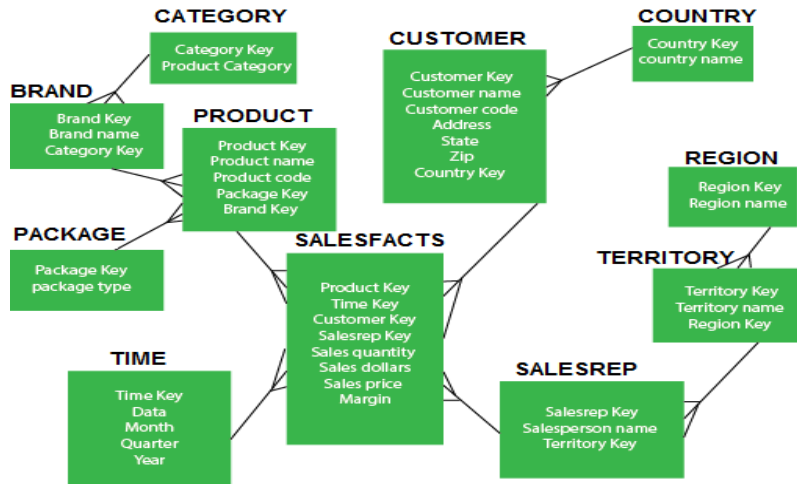 CATEGORY
Category Key
Product Category
COUNTRY
Country Key
country name
CUSTOMER
Customer Key
Customer name
Customer code
Address
State
Zip
Country Key
BRAND
Brand Key
Brand name
Category Key
PRODUCT
Product Key
Product name
Product code
Package Key
Brand Key
REGION
Region Key
Region name
PACKAGE
Package Key
package type
SALESFACTS
Product Key
Time Key
Customer Key
Salesrep Key
Sales quantity
Sales dollars
Sales price
Margin
TERRITORY
Territory Key
Territory name
Region Key
TIME
Time Key
Data
Month
Quarter
Year
SALESREP
Salesrep Key
Salesperson name
Territory Key